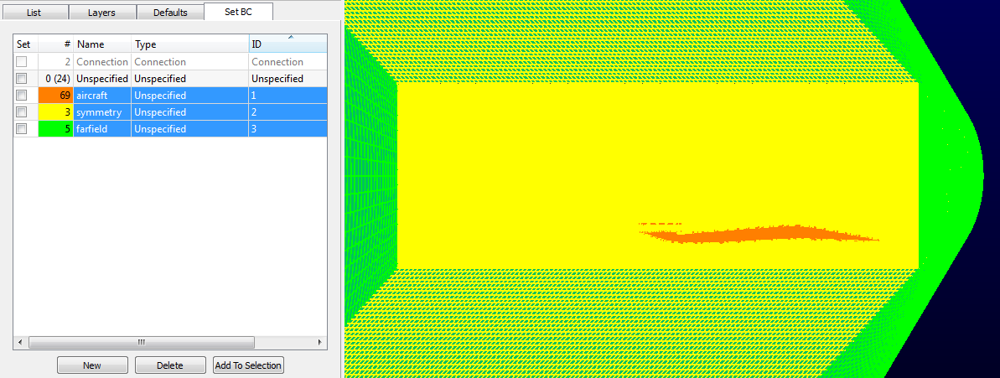 List Layers Defaults Set BC
Set # Name Type ID
2 Connection Connection Connection
0 (24) Unspecified Unspecified Unspecified
69 aircraft Unspecified 1
3 symmetry Unspecified 2
5 farfield Unspecified 3
New Delete Add To Selection